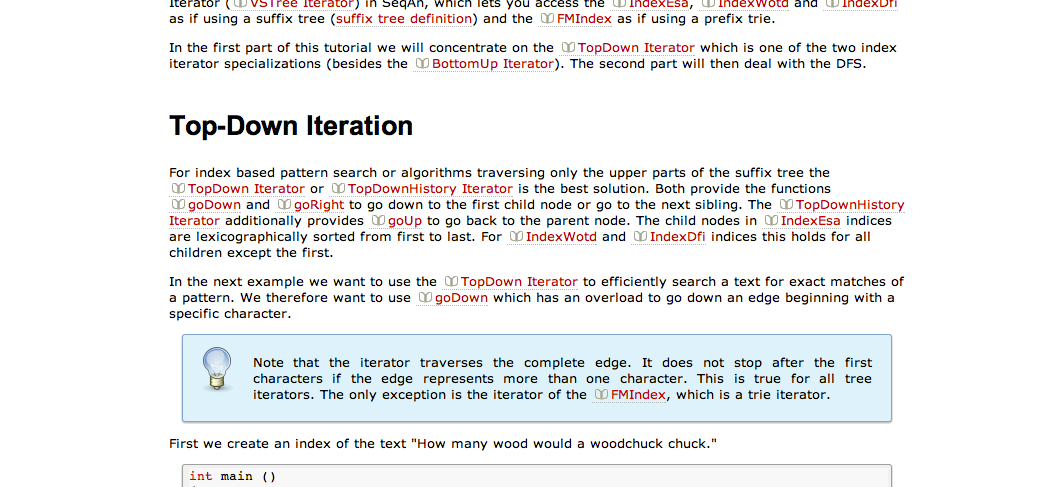 Iterator (VSTree Iterator) in SeqAn, which lets you access the IndexEsa, IndexWotd and IndexDfi
as if using a suffix tree (suffix tree definition) and the FMIndex as if using a prefix trie.
In the first part of this tutorial we will concentrate on the TopDown Iterator which is one of the two index
iterator specializations (besides the BottomUp Iterator). The second part will then deal with the DFS.
Top-Down Iteration
For index based pattern search or algorithms traversing only the upper parts of the suffix tree the
TopDown Iterator or TopDownHistory Iterator is the best solution. Both provide the functions
goDown and goRight to go down to the first child node or go to the next sibling. The TopDownHistory
Iterator additionally provides goUp to go back to the parent node. The child nodes in IndexEsa indices
are lexicographically sorted from first to last. For IndexWotd and IndexDfi indices this holds for all
children except the first.
In the next example we want to use the TopDown Iterator to efficiently search a text for exact matches of
a pattern. We therefore want to use goDown which has an overload to go down an edge beginning with a
specific character.
Note that the iterator traverses the complete edge. It does not stop after the first
characters if the edge represents more than one character. This is true for all tree
iterators. The only exception is the iterator of the FMIndex, which is a trie iterator.
First we create an index of the text "How many wood would a woodchuck chuck."
int main ()